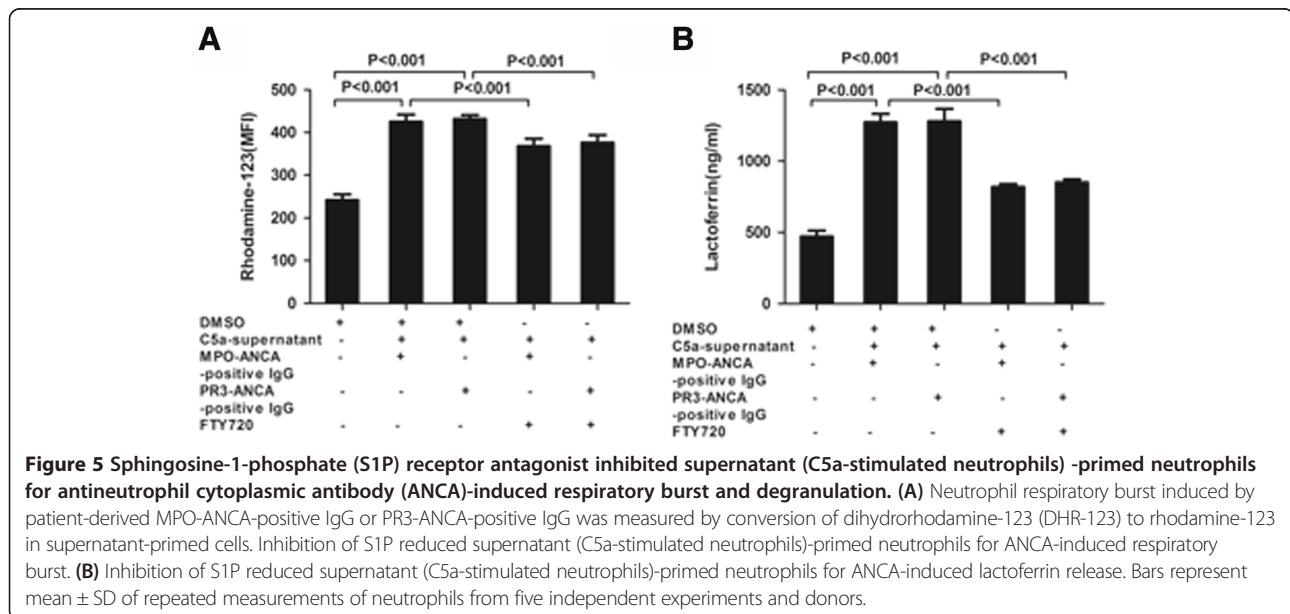 A
P<0.001
P<0.001
P<0.001
P<0.001
500
400
300
200
100
0
Rhodamine-123(MFI)
DMSO + + + - -
C5a-supernatant - + + + +
MPO-ANCA - + - + -
-positive IgG
PR3-ANCA - - + - +
-positive IgG
FTY720 - - - + +
B
P<0.001
P<0.001
P<0.001
P<0.001
1500
1000
500
0
Lactoferrin(ng/ml)
DMSO + + + - -
C5a-supernatant - + + + +
MPO-ANCA - + - + -
-positive IgG
PR3-ANCA - - + - +
-positive IgG
FTY720 - - - + +
Figure 5 Sphingosine-1-phosphate (S1P) receptor antagonist inhibited supernatant (C5a-stimulated neutrophils) -primed neutrophils
for antineutrophil cytoplasmic antibody (ANCA)-induced respiratory burst and degranulation. (A) Neutrophil respiratory burst induced by
patient-derived MPO-ANCA-positive IgG or PR3-ANCA-positive IgG was measured by conversion of dihydrorhodamine-123 (DHR-123) to rhodamine-123
in supernatant-primed cells. Inhibition of S1P reduced supernatant (C5a-stimulated neutrophils)-primed neutrophils for ANCA-induced respiratory
burst. (B) Inhibition of S1P reduced supernatant (C5a-stimulated neutrophils)-primed neutrophils for ANCA-induced lactoferrin release. Bars represent
mean ± SD of repeated measurements of neutrophils from five independent experiments and donors.